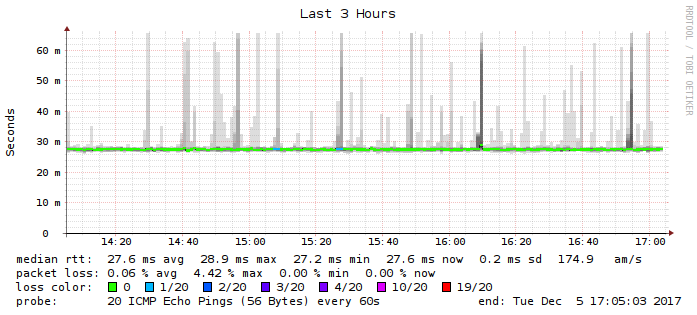 Last 3 Hours
RRDTOOL / TOBI OETIKER
Seconds
60 m
50 m
40 m
30 m
20 m
10 m
0
14:20 14:40 15:00 15:20 15:40 16:00 16:20 16:40 17:00
median rtt: 27.6 ms avg 28.9 ms max 27.2 ms min 27.6 ms now 0.2 ms sd 174.9 am/s
packet loss: 0.06 % avg 4.42 % max 0.00 % min 0.00 % now
loss color: 0 1/20 2/20 3/20 4/20 10/20 19/20
probe: 20 ICMP Echo Pings (56 Bytes) every 60s end: Tue Dec 5 17:05:03 2017